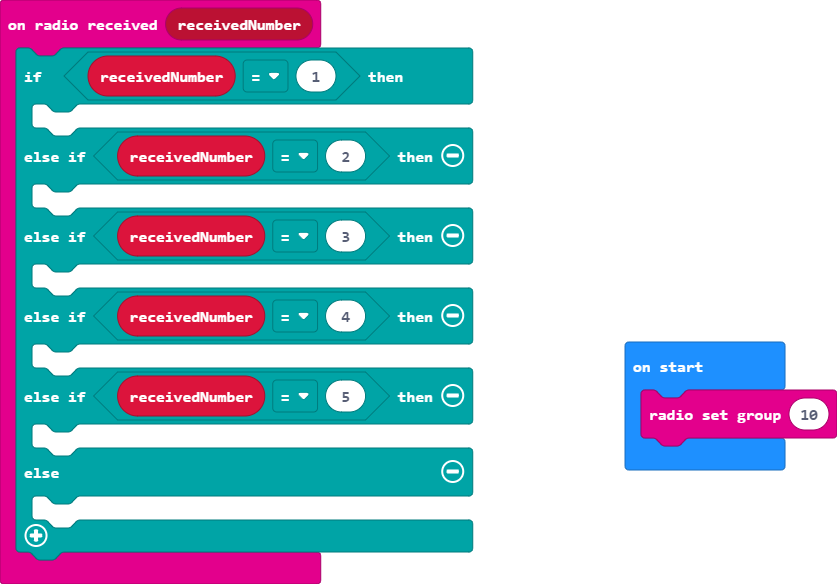 on radio received receivedNumber
if receivedNumber = 1 then
else if receivedNumber = 2 then
else if receivedNumber = 3 then
else if receivedNumber = 4 then
else if receivedNumber = 5 then
else
on start
radio set group 10